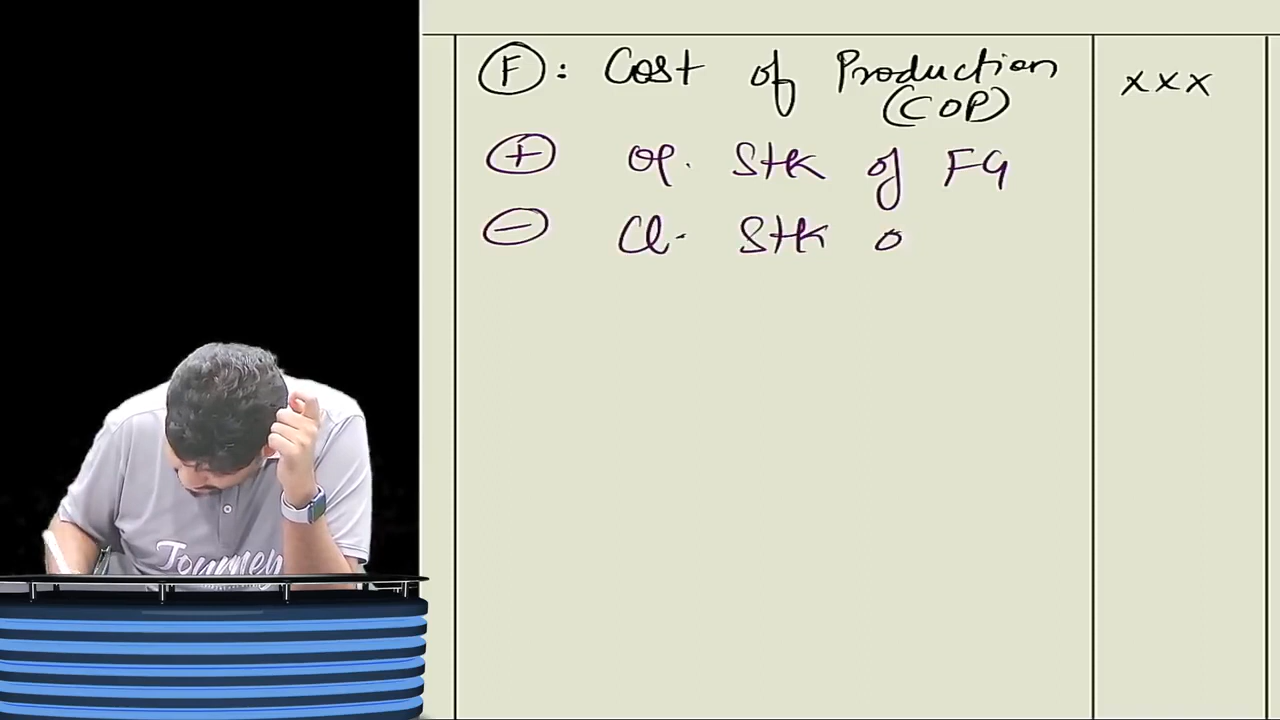 F : Cost of Production xxx
(COP)
+ Op. Stk of FG
- Cl. Stk o
Journey